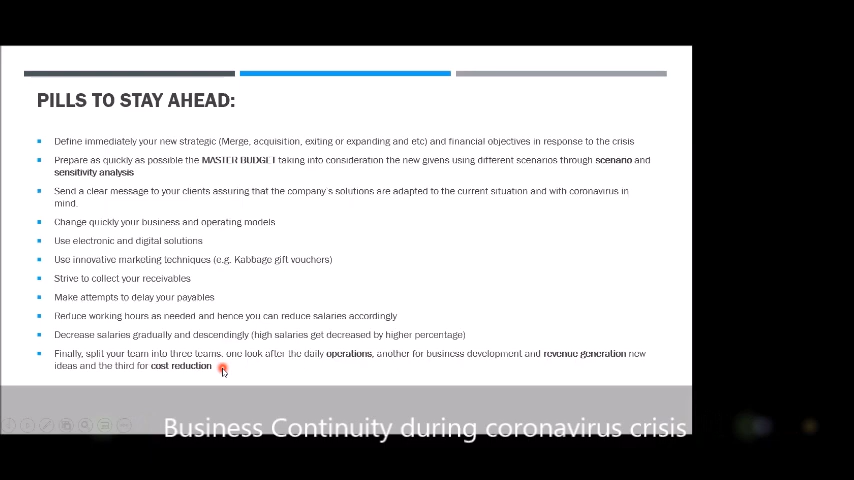 PILLS TO STAY AHEAD:
Define immediately your new strategic (Merge, acquisition, exiting or expanding and etc) and financial objectives in response to the crisis
Prepare as quickly as possible the MASTER BUDGET taking into consideration the new givens using different scenarios through scenario and
sensitivity analysis
Send a clear message to your clients assuring that the company's solutions are adapted to the current situation and with coronavirus in
mind.
Change quickly your business and operating models
Use electronic and digital solutions
Use innovative marketing techniques (e.g. Kabbage gift vouchers)
Strive to collect your receivables
Make attempts to delay your payables
Reduce working hours as needed and hence you can reduce salaries accordingly
Decrease salaries gradually and descendingly (high salaries get decreased by higher percentage)
Finally, split your team into three teams, one look after the daily operations, another for business development and revenue generation new
ideas and the third for cost reduction
Business Continuity during coronavirus crisis